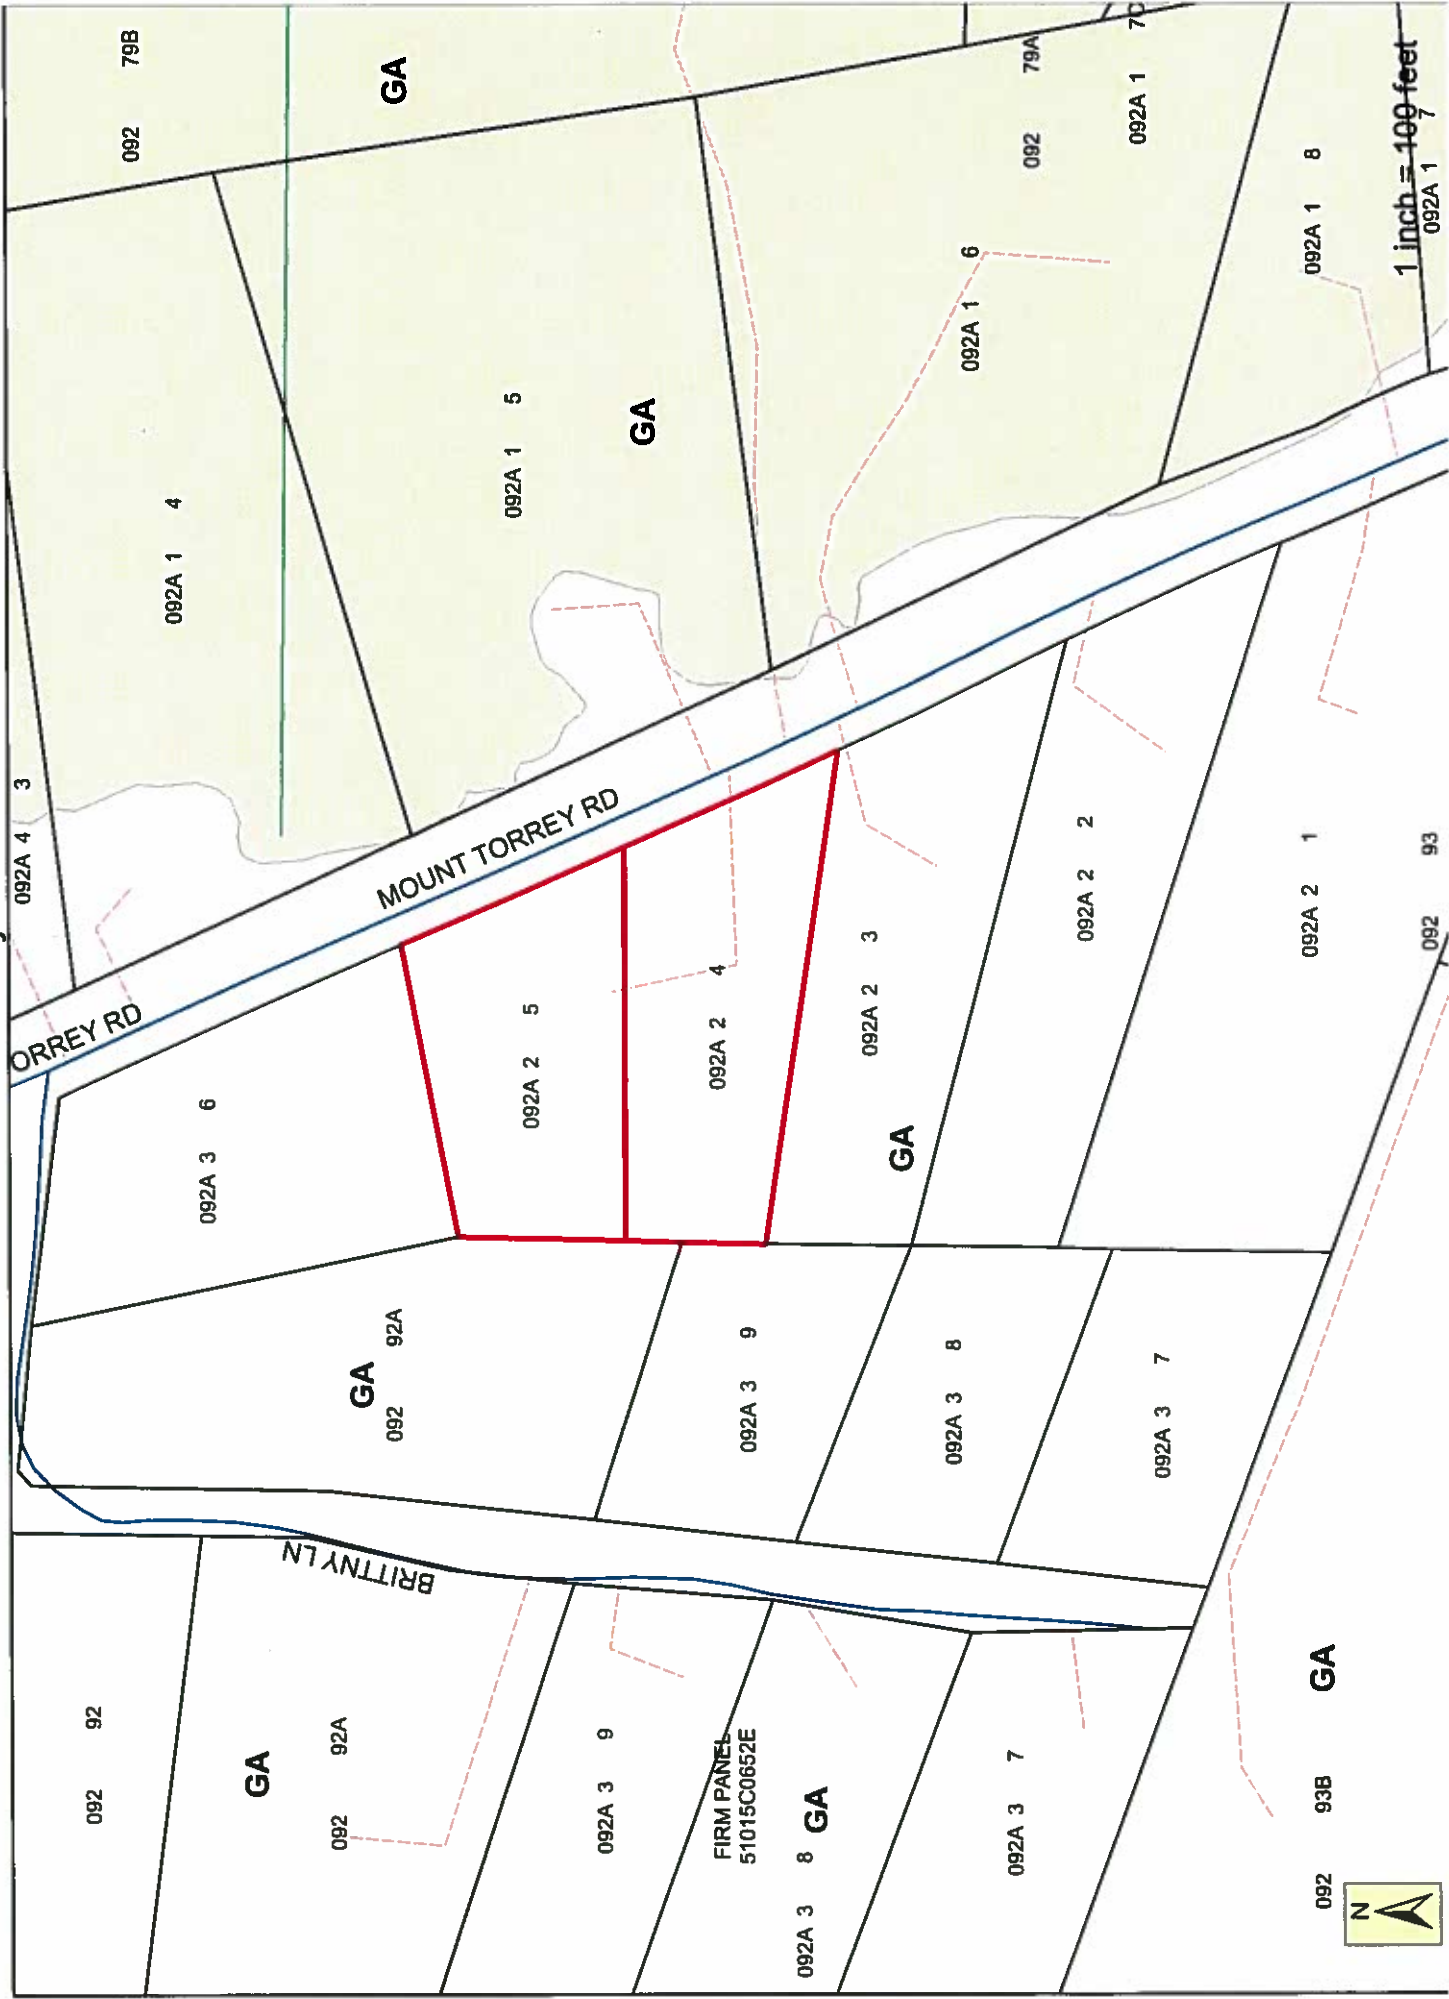 092 92
GA
092 92A
092A 3 9
FIRM PANEL
51015C0652E
GA
092A 3 8
092A 3 7
GA
092 93B
N
BRITTNY LN
GA
092 92A
092A 3 9
092A 3 8
092A 3 7
ORREY RD
092A 3 6
MOUNT TORREY RD
092A 2 5
092A 2 4
092A 2 3
GA
092A 2 2
092A 2 1
092 93
092A 4 3
092A 1 4
092A 1 5
GA
092A 1 6
092 79B
GA
092 79A
092A 1 7C
092A 1 8
1 inch = 100 feet
092A 1 7